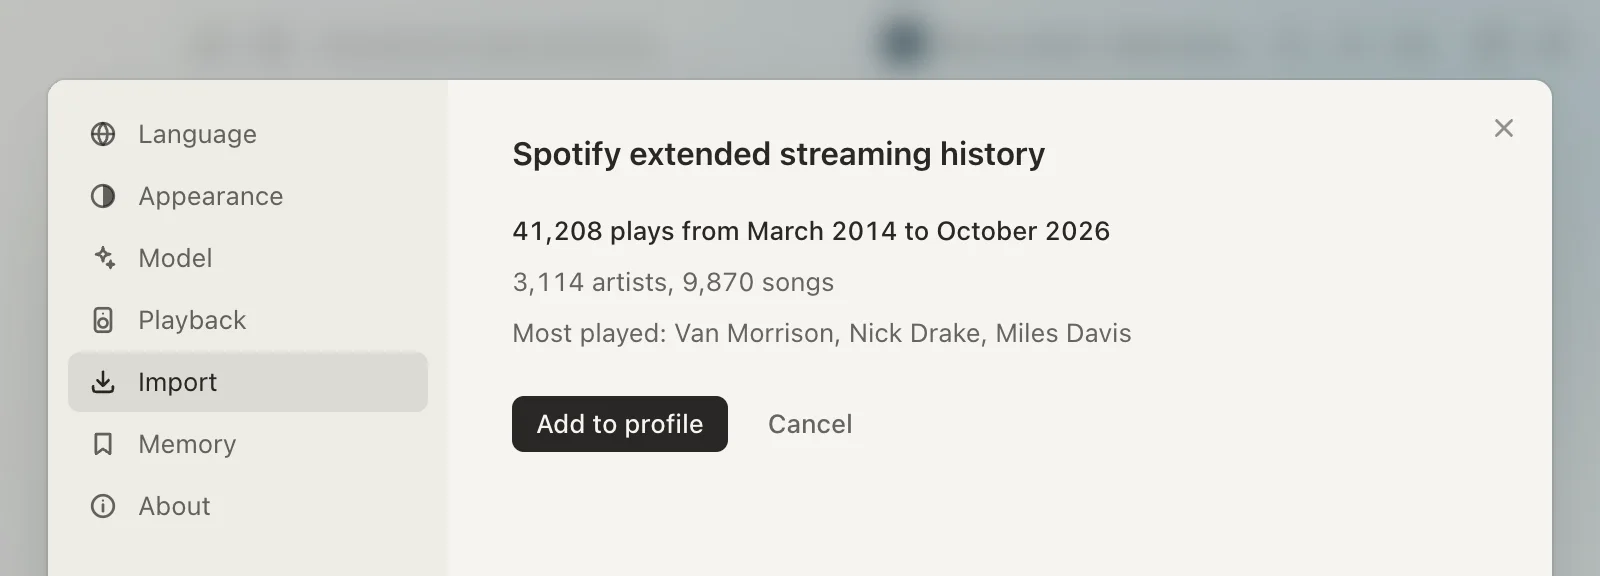 Language
Appearance
Model
Playback
Import
Memory
About
Spotify extended streaming history
41,208 plays from March 2014 to October 2026
3,114 artists, 9,870 songs
Most played: Van Morrison, Nick Drake, Miles Davis
Add to profile
Cancel